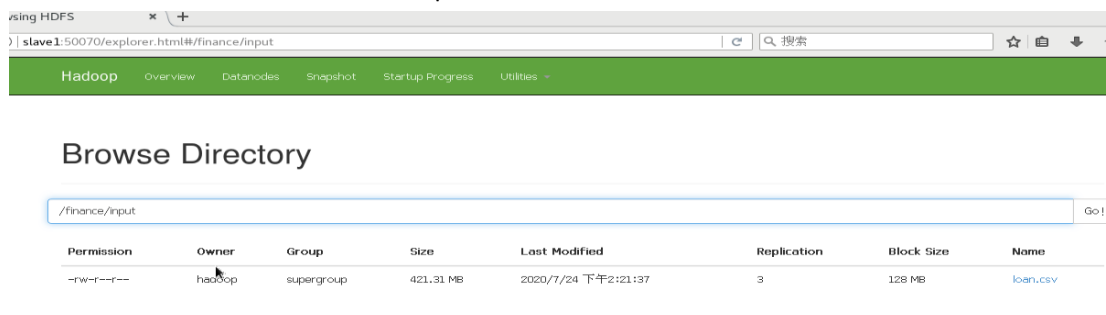 wsing HDFS × +
slave1:50070/explorer.html#/finance/input 搜索
Hadoop Overview Datanodes Snapshot Startup Progress Utilities
Browse Directory
/finance/input Go!
Permission Owner Group Size Last Modified Replication Block Size Name
-rw-r--r-- hadoop supergroup 421.31 MB 2020/7/24 下午2:21:37 3 128 MB loan.csv